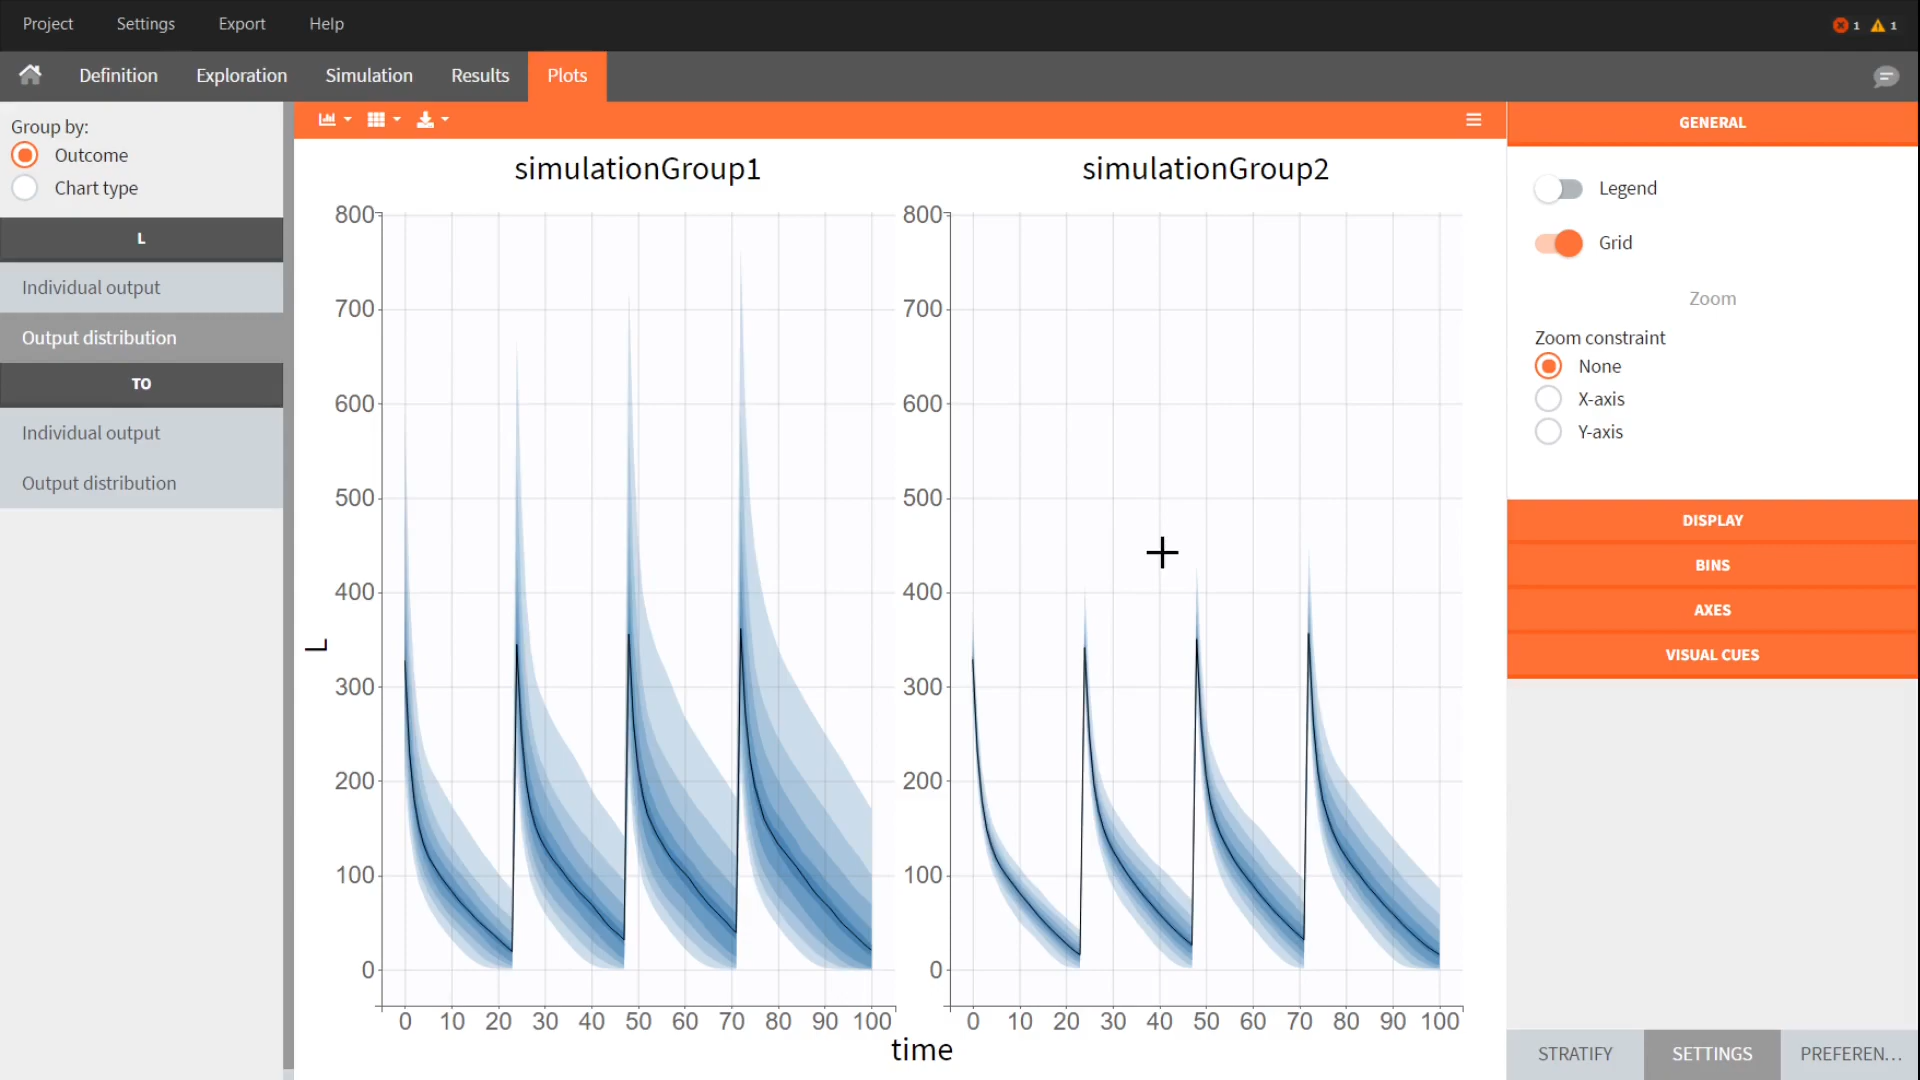 Project Settings Export Help 1 1
Definition Exploration Simulation Results Plots
Group by:
Outcome
Chart type
L
Individual output
Output distribution
TO
Individual output
Output distribution
simulationGroup1
800
700
600
500
400
300
200
100
0
0 10 20 30 40 50 60 70 80 90 100
L
simulationGroup2
800
700
600
500
400
300
200
100
0
0 10 20 30 40 50 60 70 80 90 100
time
GENERAL
Legend
Grid
Zoom
Zoom constraint
None
X-axis
Y-axis
DISPLAY
BINS
AXES
VISUAL CUES
STRATIFY SETTINGS PREFEREN...